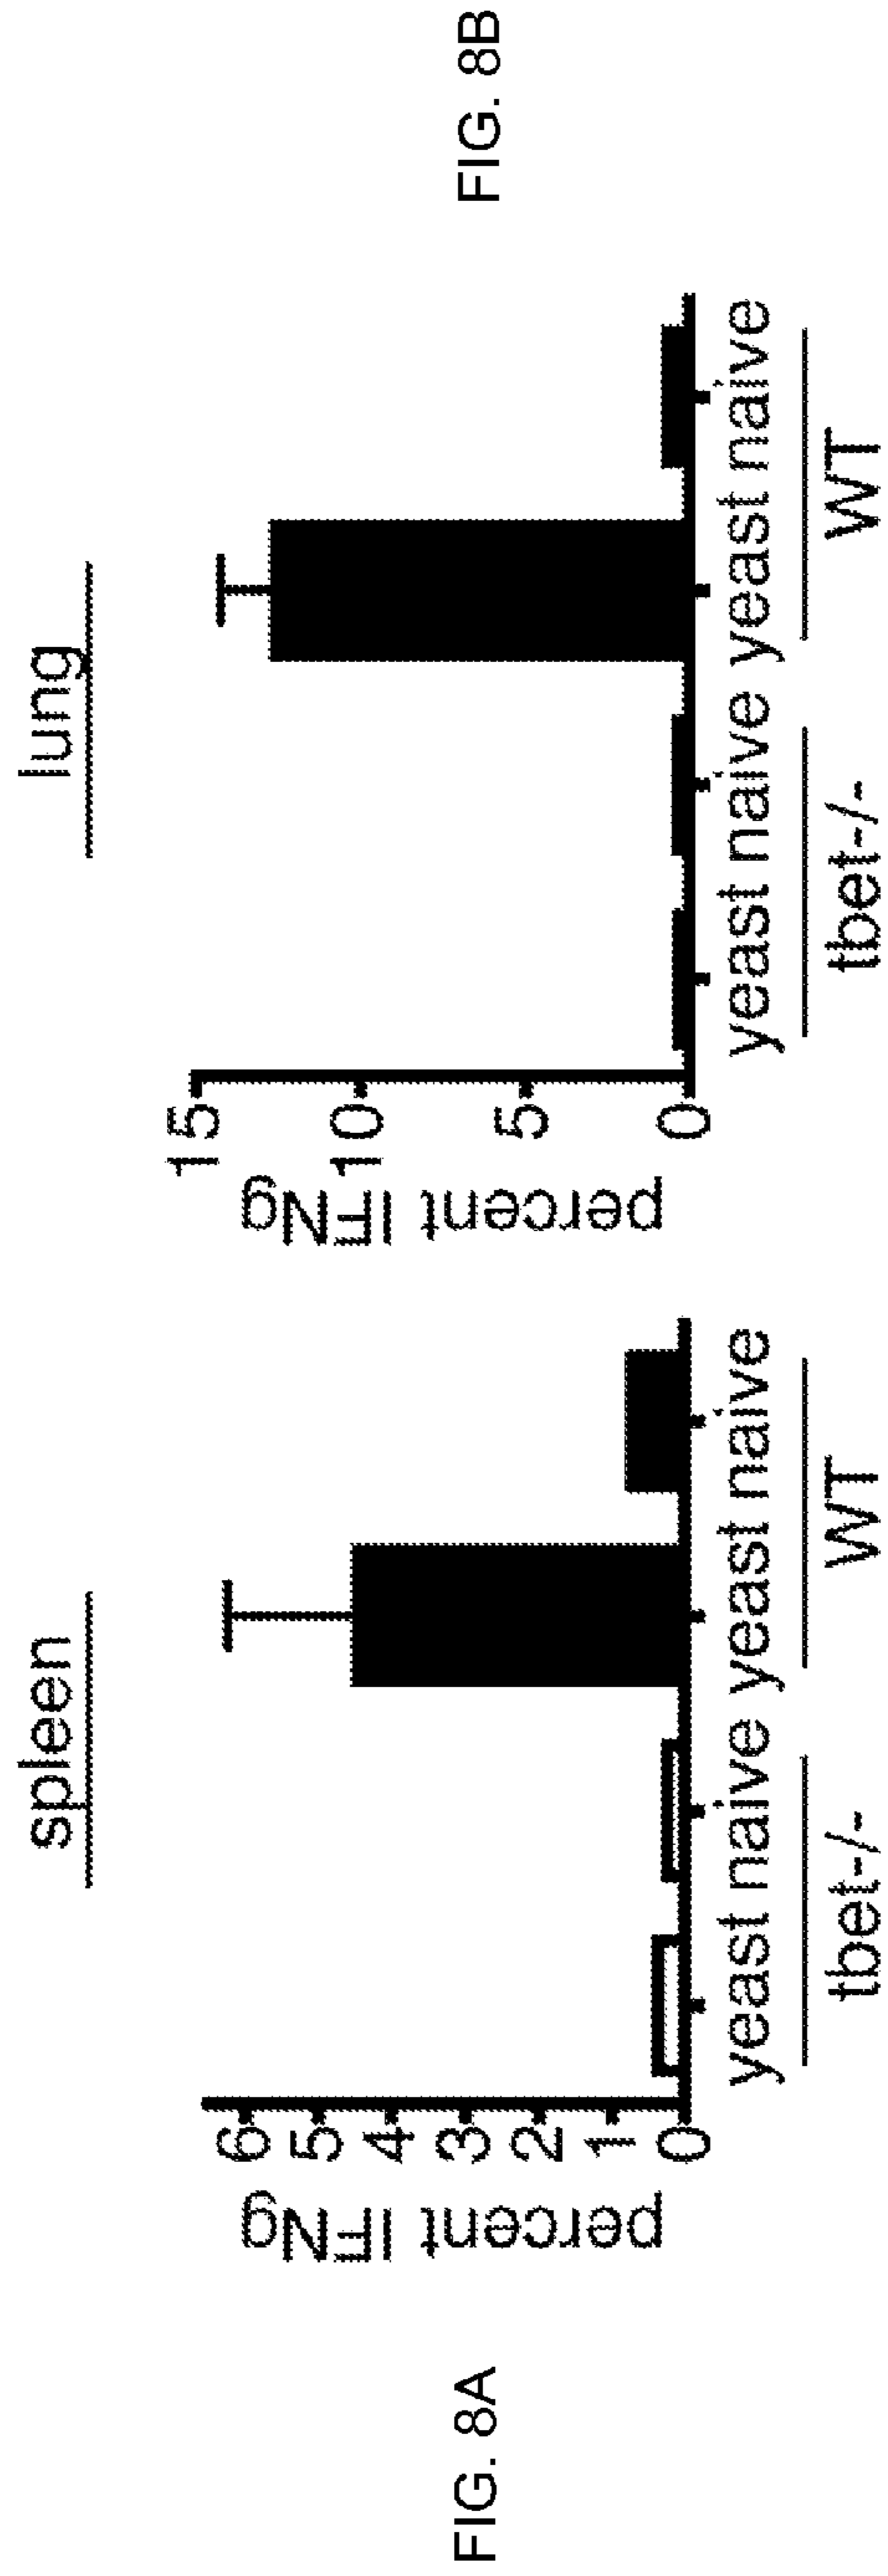 FIG. 8A
spleen
percent IFNg
6
5
4
3
2
1
0
yeast naive yeast naive
tbet-/-
WT
FIG. 8B
lung
percent IFNg
15
10
5
0
yeast naive yeast naive
tbet-/-
WT